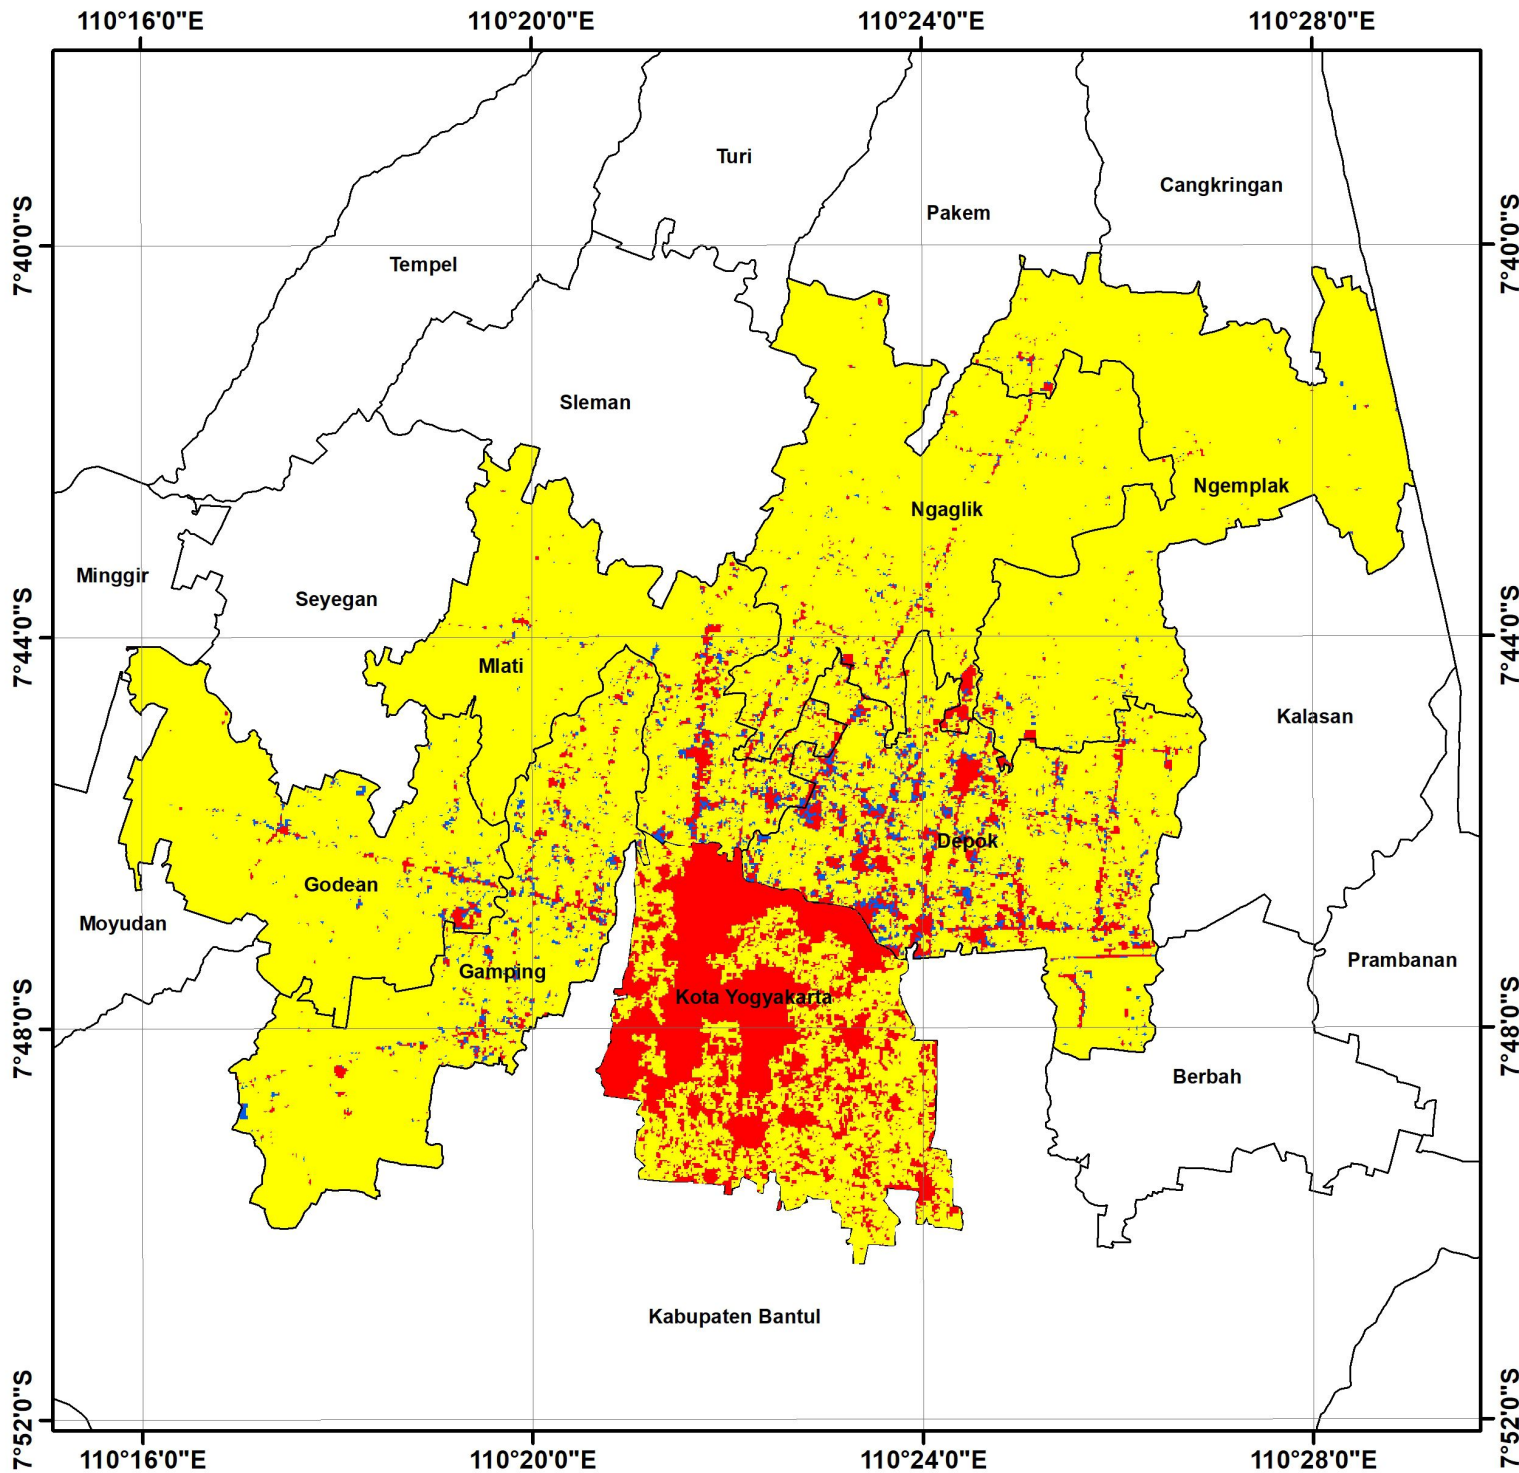 110°16'0"E
110°20'0"E
110°24'0"E
110°28'0"E
Turi
Cangkringan
Pakem
7°40'0"S
7°40'0"S
Tempel
Sleman
Ngemplak
Ngaglik
Minggir
Seyegan
7°44'0"S
7°44'0"S
Mlati
Kalasan
Depok
Godean
Moyudan
Prambanan
Gamping
Kota Yogyakarta
7°48'0"S
7°48'0"S
Berbah
Kabupaten Bantul
7°52'0"S
7°52'0"S
110°16'0"E
110°20'0"E
110°24'0"E
110°28'0"E